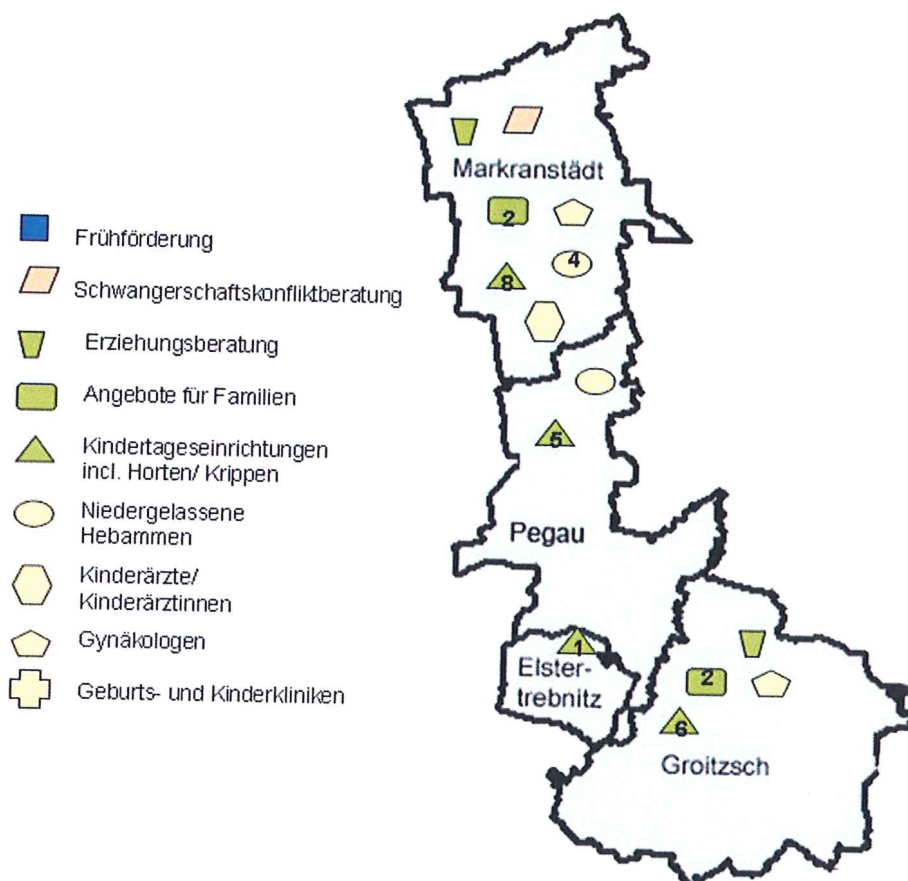 Frühförderung
Schwangerschaftskonfliktberatung
Erziehungsberatung
Angebote für Familien
Kindertageseinrichtungen
incl. Horten/ Krippen
Niedergelassene
Hebammen
Kinderärzte/
Kinderärztinnen
Gynäkologen
Geburts- und Kinderkliniken
Markranstädt
2
4
8
5
Pegau
1
Elster-
trebnitz
2
6
Groitzsch